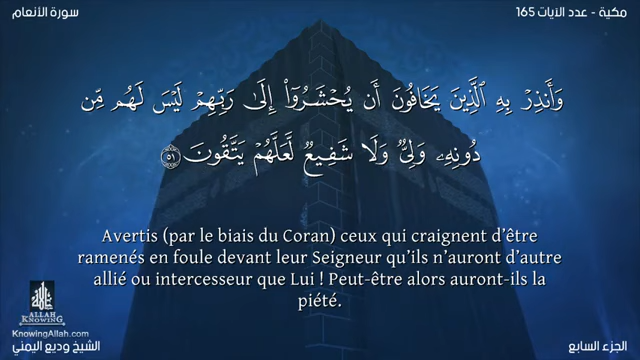 سورة الأنعام
مكية - عدد الآيات 165
وَأَنذِرْ بِهِ ٱلَّذِينَ يَخَافُونَ أَن يُحْشَرُوٓا۟ إِلَىٰ رَبِّهِمْ لَيْسَ لَهُم مِّن
دُونِهِۦ وَلِىٌّ وَلَا شَفِيعٌ لَّعَلَّهُمْ يَتَّقُونَ ٥١
Avertis (par le biais du Coran) ceux qui craignent d’être
ramenés en foule devant leur Seigneur qu’ils n’auront d’autre
allié ou intercesseur que Lui ! Peut-être alors auront-ils la
piété.
ALLAH
KNOWING
KnowingAllah.com
الشيخ وديع اليمني
الجزء السابع